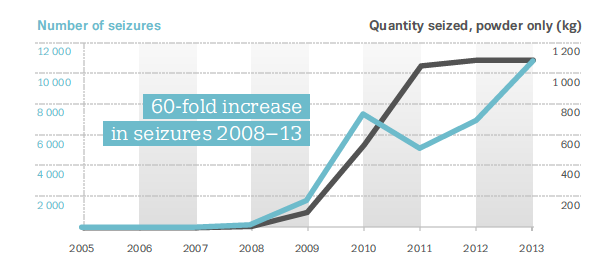 Number of seizures
Quantity seized, powder only (kg)
12 000
1 200
10 000
1 000
8 000
800
60-fold increase
in seizures 2008–13
6 000
600
4 000
400
2 000
200
2005 2006 2007 2008 2009 2010 2011 2012 2013